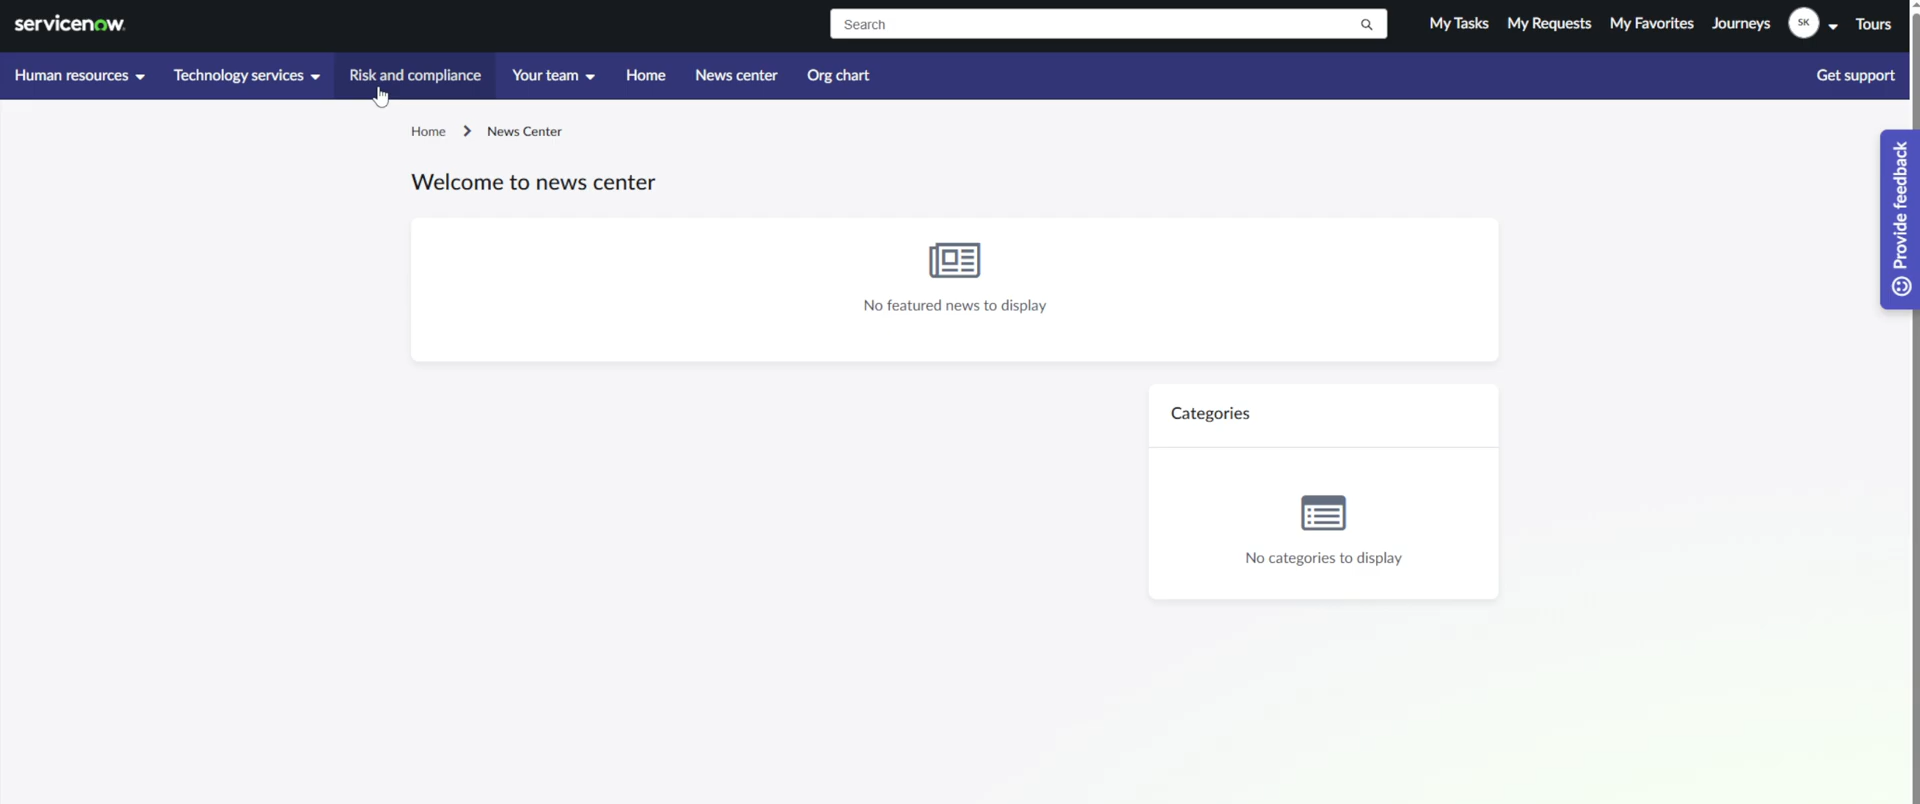 servicenow
Search
My Tasks My Requests My Favorites Journeys SK Tours
Human resources Technology services Risk and compliance Your team Home News center Org chart Get support
Home > News Center
Provide feedback
Welcome to news center
No featured news to display
Categories
No categories to display